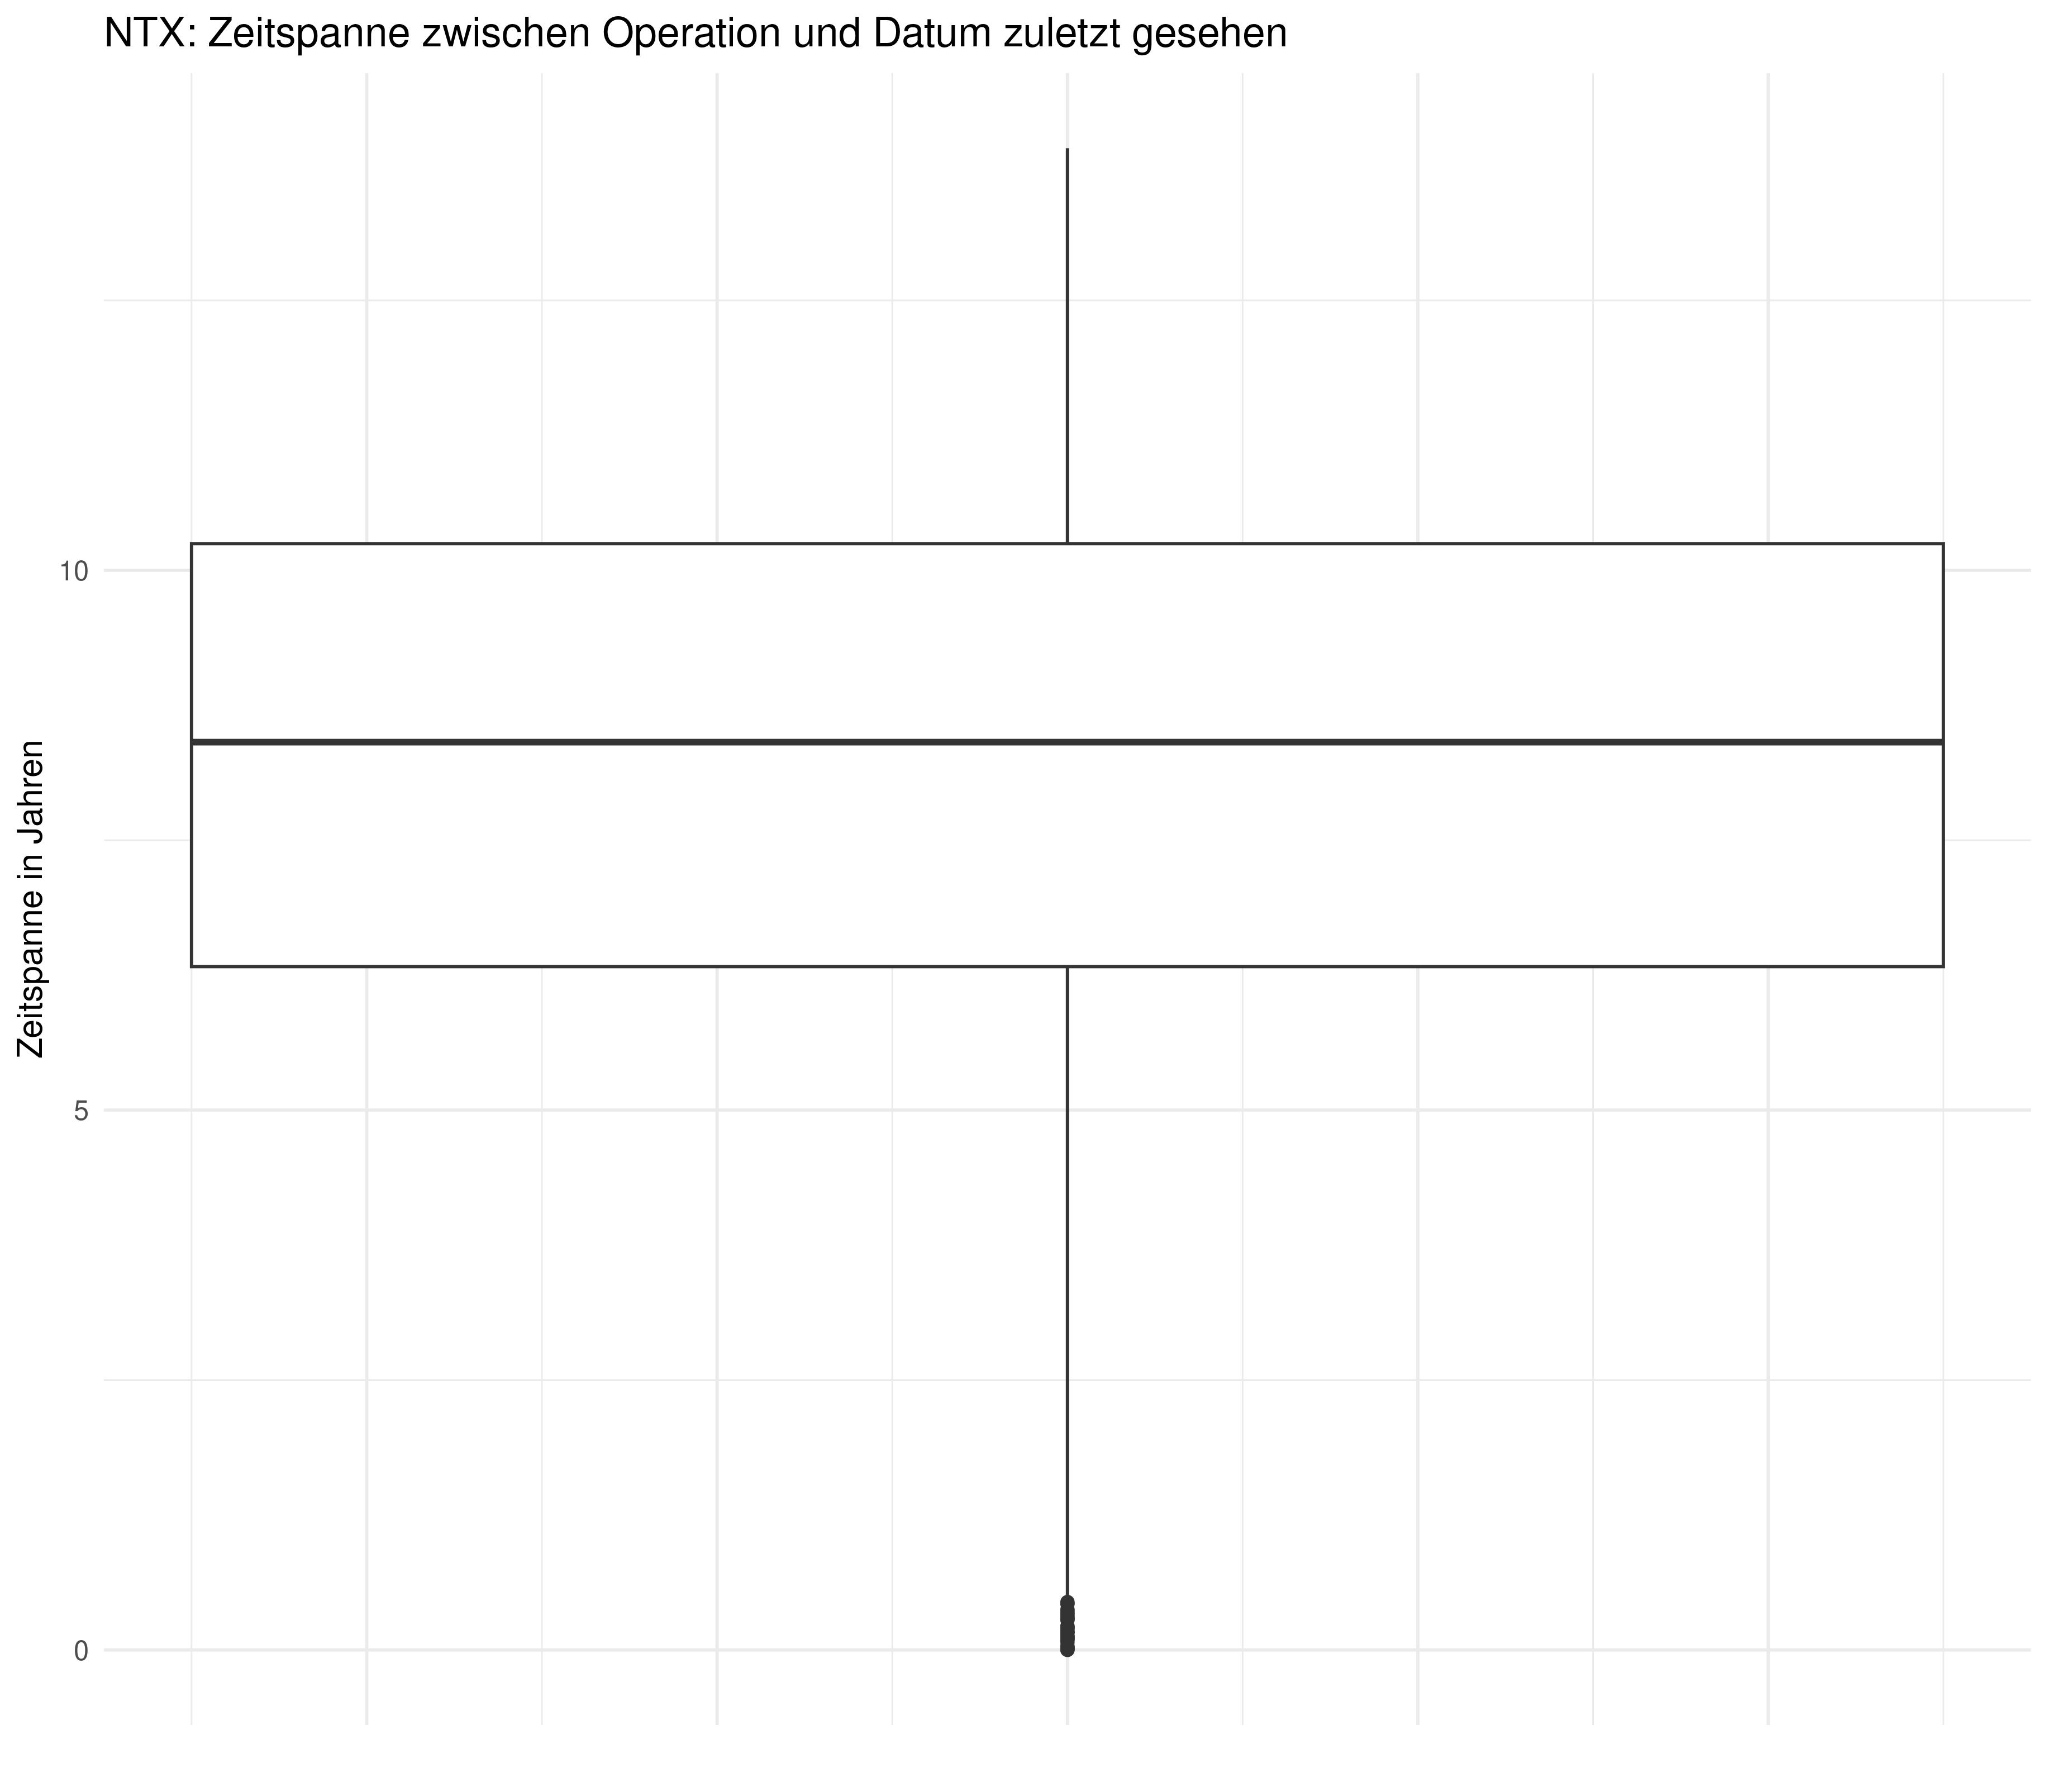 NTX: Zeitspanne zwischen Operation und Datum zuletzt gesehen
Zeitspanne in Jahren
10
5
0